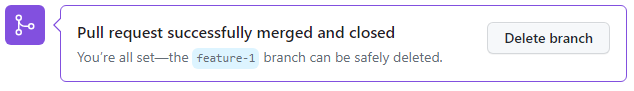 Pull request successfully merged and closed
You’re all set—the feature-1 branch can be safely deleted.
Delete branch